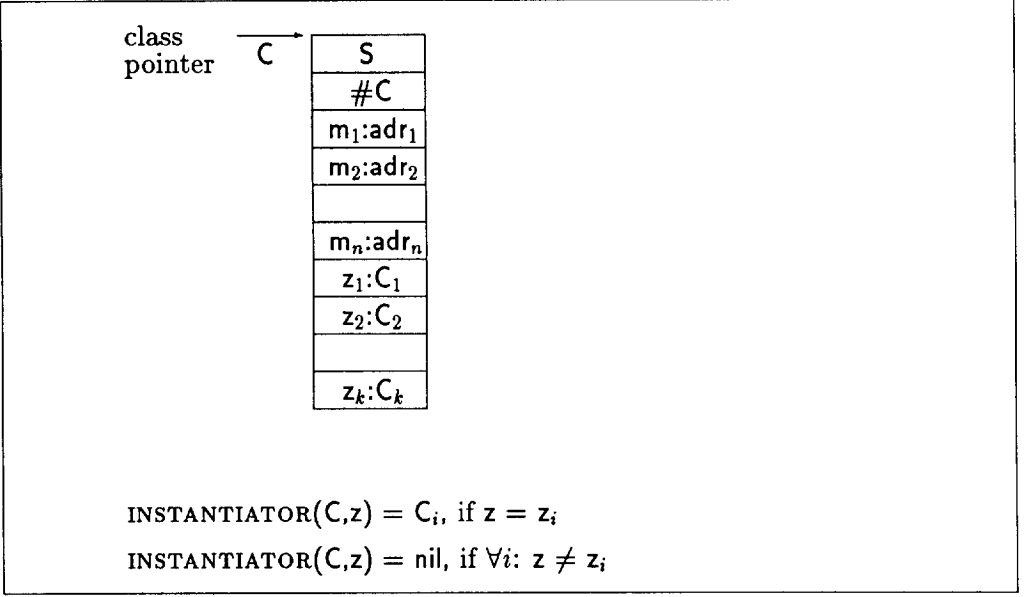 class
pointer
C
S
#C
m₁:adr₁
m₂:adr₂
mₙ:adrₙ
z₁:C₁
z₂:C₂
zₖ:Cₖ
INSTANTIATOR(C,z) = Cᵢ, if z = zᵢ
INSTANTIATOR(C,z) = nil, if ∀i: z ≠ zᵢ